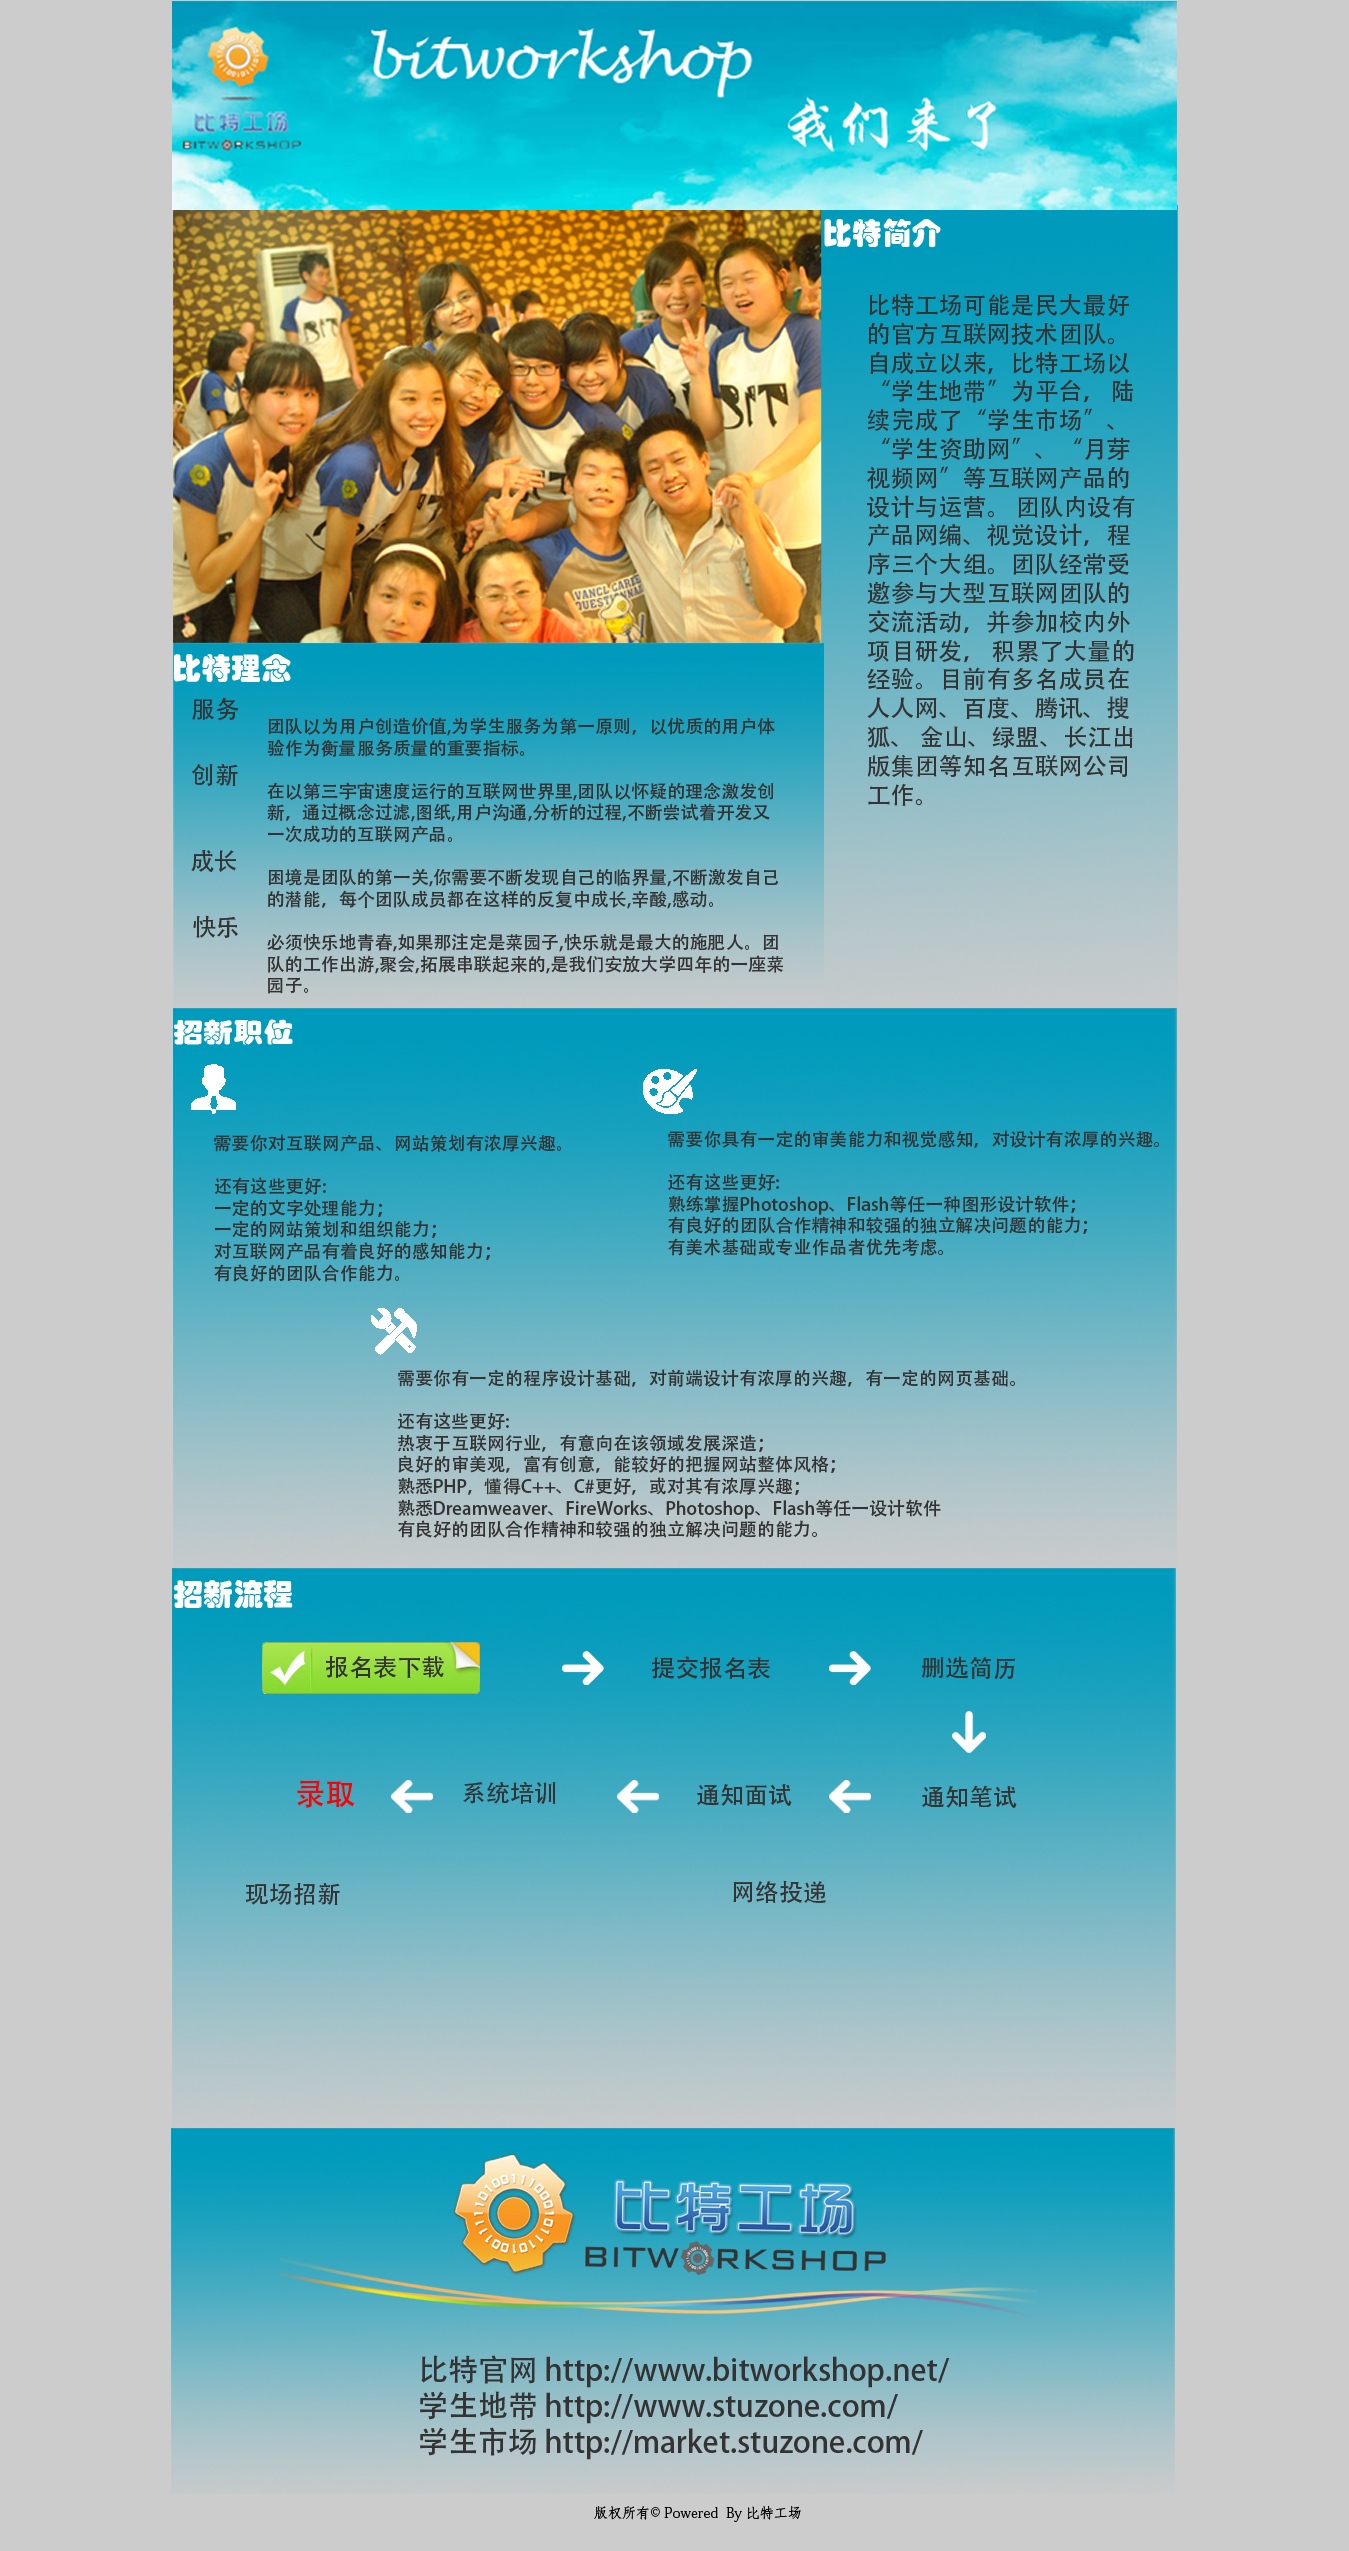 bitworkshop
我们来了
比特工场
BITWORKSHOP
比特简介
比特工场可能是民大最好
的官方互联网技术团队。
自成立以来，比特工场以
“学生地带”为平台， 陆
续完成了“学生市场”、
“学生资助网”、“月芽
视频网”等互联网产品的
设计与运营。 团队内设有
产品网编、视觉设计，程
序三个大组。团队经常受
邀参与大型互联网团队的
交流活动，并参加校内外
项目研发， 积累了大量的
经验。目前有多名成员在
人人网、百度、腾讯、搜
狐、 金山、绿盟、长江出
版集团等知名互联网公司
工作。
BIT
BIT
VANCL CAREE
QUESTIONNA
比特理念
服务
团队以为用户创造价值,为学生服务为第一原则，以优质的用户体
验作为衡量服务质量的重要指标。
创新
在以第三宇宙速度运行的互联网世界里,团队以怀疑的理念激发创
新，通过概念过滤,图纸,用户沟通,分析的过程,不断尝试着开发又
一次成功的互联网产品。
成长
困境是团队的第一关,你需要不断发现自己的临界量,不断激发自己
的潜能，每个团队成员都在这样的反复中成长,辛酸,感动。
快乐
必须快乐地青春,如果那注定是菜园子,快乐就是最大的施肥人。团
队的工作出游,聚会,拓展串联起来的,是我们安放大学四年的一座菜
园子。
招新职位
需要你对互联网产品、网站策划有浓厚兴趣。
还有这些更好:
一定的文字处理能力；
一定的网站策划和组织能力；
对互联网产品有着良好的感知能力；
有良好的团队合作能力。
需要你具有一定的审美能力和视觉感知，对设计有浓厚的兴趣。
还有这些更好:
熟练掌握Photoshop、Flash等任一种图形设计软件；
有良好的团队合作精神和较强的独立解决问题的能力；
有美术基础或专业作品者优先考虑。
需要你有一定的程序设计基础，对前端设计有浓厚的兴趣，有一定的网页基础。
还有这些更好:
热衷于互联网行业，有意向在该领域发展深造；
良好的审美观，富有创意，能较好的把握网站整体风格；
熟悉PHP，懂得C++、C#更好，或对其有浓厚兴趣；
熟悉Dreamweaver、FireWorks、Photoshop、Flash等任一设计软件
有良好的团队合作精神和较强的独立解决问题的能力。
招新流程
报名表下载
提交报名表
删选简历
通知笔试
通知面试
系统培训
录取
现场招新
网络投递
比特工场
BITWORKSHOP
比特官网 http://www.bitworkshop.net/
学生地带 http://www.stuzone.com/
学生市场 http://market.stuzone.com/
版权所有© Powered By 比特工场